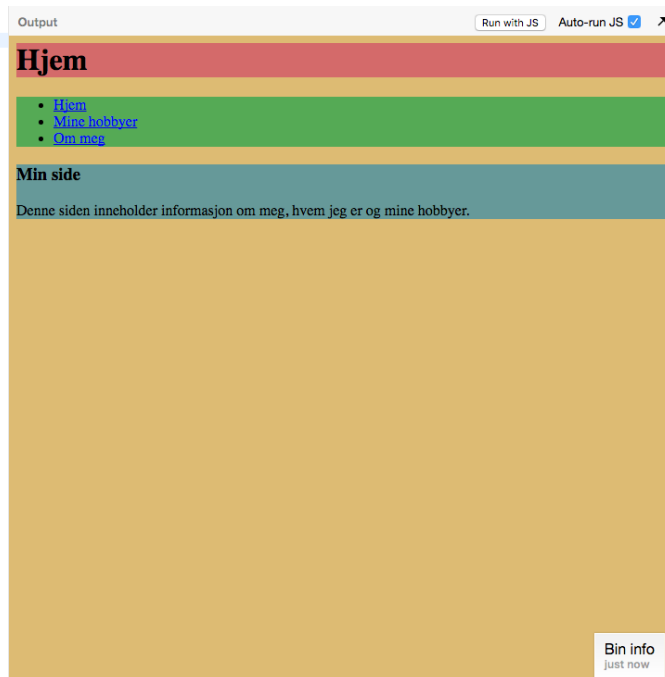 Output Run with JS Auto-run JS
Hjem
Hjem
Mine hobbyer
Om meg
Min side
Denne siden inneholder informasjon om meg, hvem jeg er og mine hobbyer.
Bin info
just now